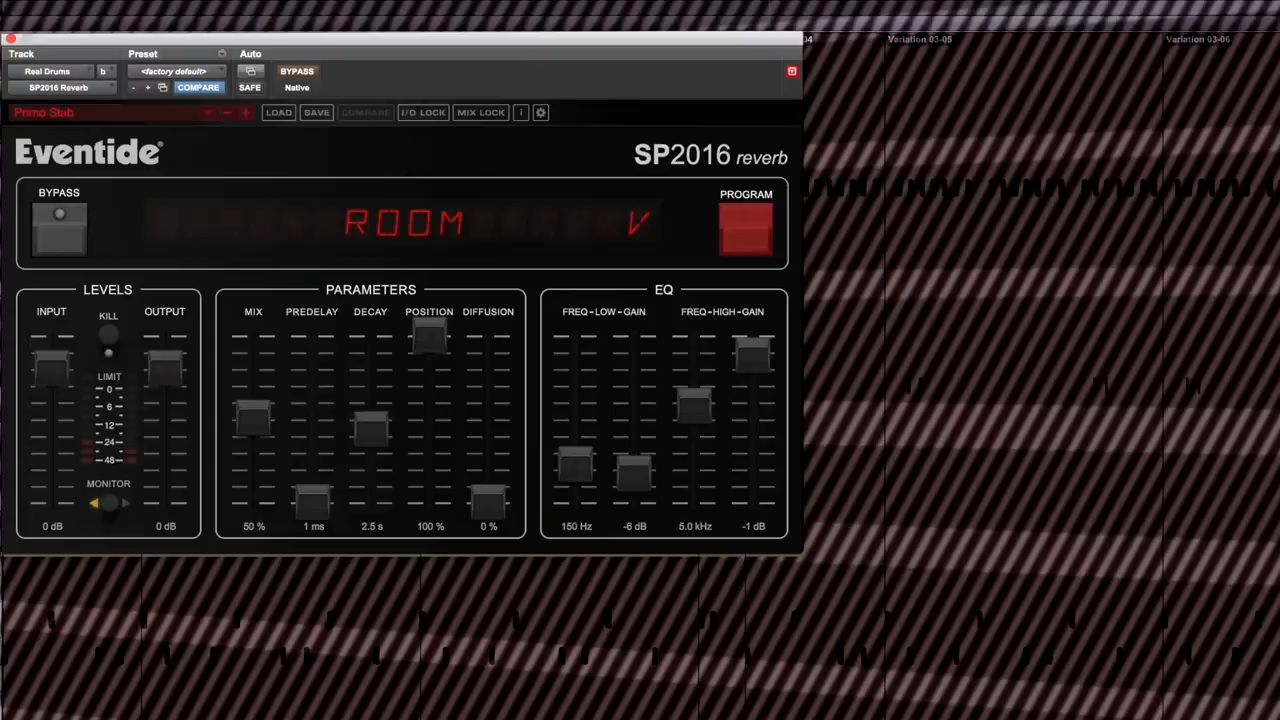 04 Variation 03-05 Variation 03-06
Track Preset Auto
Real Drums b <factory default> BYPASS
SP2016 Reverb - + COMPARE SAFE Native
Primo Stab - + LOAD SAVE COMPARE I/O LOCK MIX LOCK i
Eventide® SP2016 reverb
BYPASS PROGRAM
ROOM V
LEVELS PARAMETERS EQ
INPUT KILL OUTPUT MIX PREDELAY DECAY POSITION DIFFUSION FREQ-LOW-GAIN FREQ-HIGH-GAIN
LIMIT
0
6
12
24
48
MONITOR
0 dB 0 dB 50 % 1 ms 2.5 s 100 % 0 % 150 Hz -6 dB 5.0 kHz -1 dB